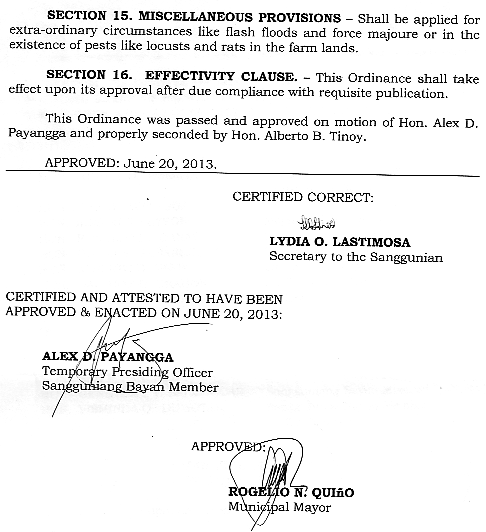 SECTION 15. MISCELLANEOUS PROVISIONS – Shall be applied for
extra-ordinary circumstances like flash floods and force majoure or in the
existence of pests like locusts and rats in the farm lands.
SECTION 16. EFFECTIVITY CLAUSE. – This Ordinance shall take
effect upon its approval after due compliance with requisite publication.
This Ordinance was passed and approved on motion of Hon. Alex D.
Payangga and properly seconded by Hon. Alberto B. Tinoy.
APPROVED: June 20, 2013.
CERTIFIED CORRECT:
LYDIA O. LASTIMOSA
Secretary to the Sanggunian
CERTIFIED AND ATTESTED TO HAVE BEEN
APPROVED & ENACTED ON JUNE 20, 2013:
ALEX D. PAYANGGA
Temporary Presiding Officer
Sangguniang Bayan Member
APPROVED:
ROGELIO N. QUIñO
Municipal Mayor